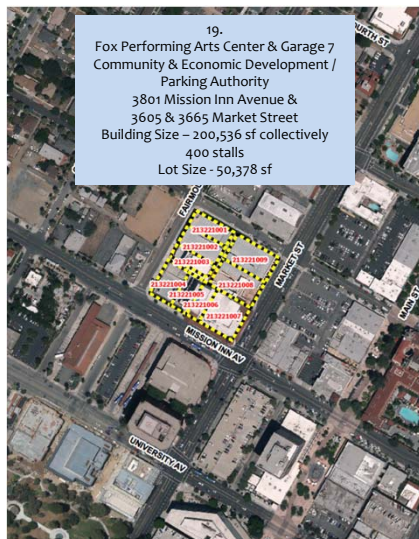 19.
Fox Performing Arts Center & Garage 7
Community & Economic Development /
Parking Authority
3801 Mission Inn Avenue &
3605 & 3665 Market Street
Building Size – 200,536 sf collectively
400 stalls
Lot Size - 50,378 sf
213221001
213221002
213221003
213221009
213221004
213221008
213221005
213221006
213221007
MARKET ST
MAIN ST
MISSION INN AV
UNIVERSITY AV